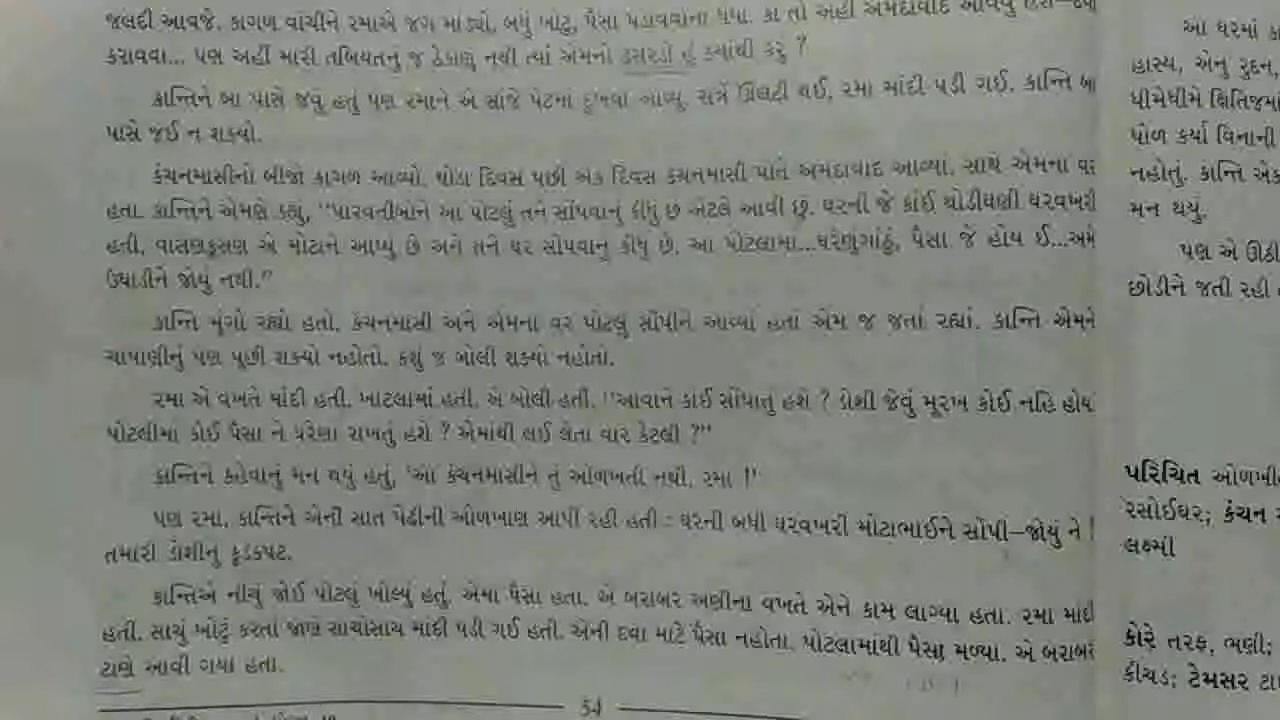 જલદી આવજે. કાગળ વાંચીને રમાએ જગ માંડ્યો, બધું ખોટું, પૈસા પડાવવાના ધંધા. કાં તો અહીં અમદાવાદ આવવું હશે—દવા
કરાવવા... પણ અહીં મારી તબિયતનું જ ઠેકાણું નથી ત્યાં એમનો ઢસરડો હું ક્યાંથી કરું ?
કાન્તિને બા પાસે જવું હતું પણ રમાને એ સાંજે પેટમાં દુખવા આવ્યું. રાત્રે ઊલટી થઈ, રમા માંદી પડી ગઈ. કાન્તિ બા
પાસે જઈ ન શક્યો.
કંચનમાસીનો બીજો કાગળ આવ્યો. થોડા દિવસ પછી એક દિવસ કંચનમાસી પોતે અમદાવાદ આવ્યાં. સાથે એમના વર
હતા. કાન્તિને એમણે કહ્યું, "પારવતીબોને આ પોટલું તને સોંપવાનું કીધું છે એટલે આવી છું. ઘરની જે કાંઈ થોડીઘણી ઘરવખરી
હતી, વાસણકૂસણ એ મોટાને આપ્યું છે અને તને ઘર સોંપવાનું કીધું છે. આ પોટલામાં...ઘરેણુંગાંઠું, પૈસા જે હોય ઈ...અમે
ઉઘાડીને જોયું નથી."
કાન્તિ મૂંગો રહ્યો હતો. કંચનમાસી અને એમના વર પોટલું સોંપીને આવ્યાં હતાં એમ જ જતાં રહ્યાં. કાન્તિ એમને
ચાપાણીનું પણ પૂછી શક્યો નહોતો. કશું જ બોલી શક્યો નહોતો.
રમા એ વખતે માંદી હતી. ખાટલામાં હતી. એ બોલી હતી. "આવાને કાંઈ સોંપાતું હશે ? ડોશી જેવું મૂરખ કોઈ નહિ હોય
પોટલીમાં કોઈ પૈસા ને ઘરેણાં રાખતું હશે ? એમાંથી લઈ લેતા વાર કેટલી ?"
કાન્તિને કહેવાનું મન થયું હતું, 'આ કંચનમાસીને તું ઓળખતી નથી, રમા !'
પણ રમા, કાન્તિને એની સાત પેઢીની ઓળખાણ આપી રહી હતી : ઘરની બધી ઘરવખરી મોટાભાઈને સોંપી—જોયું ને !
તમારી ડોશીનું કૂડકપટ.
કાન્તિએ નીચું જોઈ પોટલું ખોલ્યું હતું. એમાં પૈસા હતા. એ બરાબર અણીના વખતે એને કામ લાગ્યા હતા. રમા માંદી
હતી. સાચું ખોટું કરતાં જાણે સાચોસાચ માંદી પડી ગઈ હતી. એની દવા માટે પૈસા નહોતા. પોટલામાંથી પૈસા મળ્યા. એ બરાબર
ટાણે આવી ગયા હતા.
54
આ ઘરમાં
હાસ્ય, એનું રુદન,
ધીમેધીમે ક્ષિતિજમાં
પોળ કર્યા વિનાની
નહોતું. કાંતિ એક
મન થયું.
પણ એ ઊઠી
છોડીને જતી રહી
પરિચિત ઓળખી
રસોઈઘર; કંચન
લક્ષ્મી
કોરે તરફ, ભણી;
કીચડ; ટેમસર